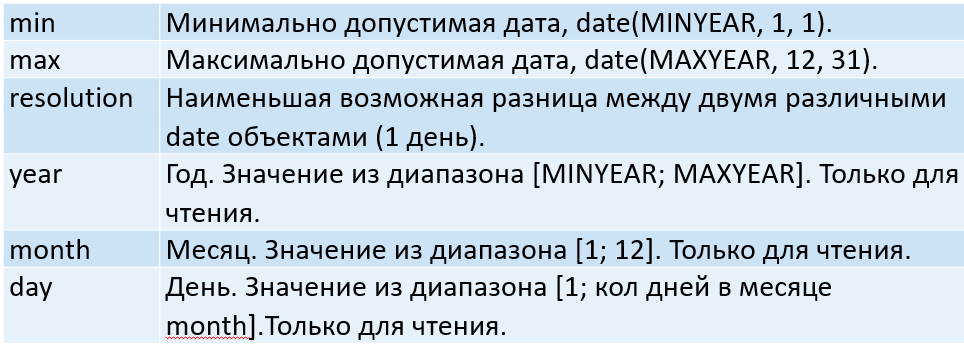 min Минимально допустимая дата, date(MINYEAR, 1, 1).
max Максимально допустимая дата, date(MAXYEAR, 12, 31).
resolution Наименьшая возможная разница между двумя различными
date объектами (1 день).
year Год. Значение из диапазона [MINYEAR; MAXYEAR]. Только для
чтения.
month Месяц. Значение из диапазона [1; 12]. Только для чтения.
day День. Значение из диапазона [1; кол дней в месяце
month].Только для чтения.